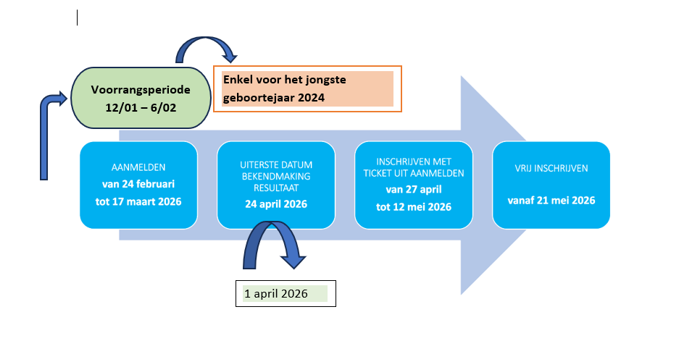 Voorrangsperiode
12/01 – 6/02
Enkel voor het jongste
geboortejaar 2024
AANMELDEN
van 24 februari
tot 17 maart 2026
UITERSTE DATUM
BEKENDMAKING
RESULTAAT
24 april 2026
INSCHRIJVEN MET
TICKET UIT AANMELDEN
van 27 april
tot 12 mei 2026
VRIJ INSCHRIJVEN
vanaf 21 mei 2026
1 april 2026